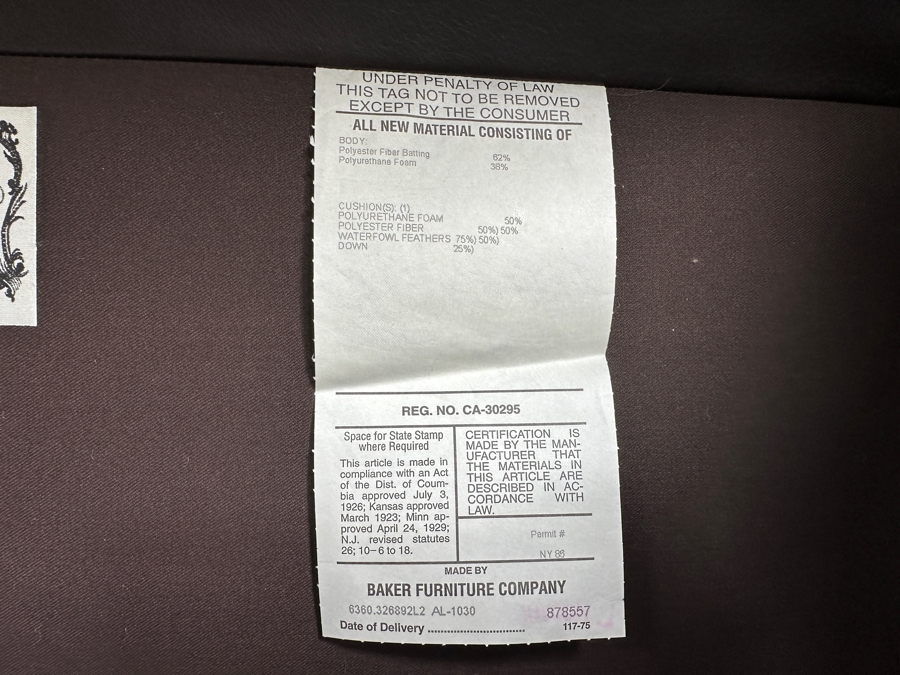 UNDER PENALTY OF LAW
THIS TAG NOT TO BE REMOVED
EXCEPT BY THE CONSUMER
ALL NEW MATERIAL CONSISTING OF
BODY:
Polyester Fiber Batting 62%
Polyurethane Foam 38%
CUSHION(S): (1)
POLYURETHANE FOAM 50%
POLYESTER FIBER 50%) 50%
WATERFOWL FEATHERS 75%) 50%)
DOWN 25%)
REG. NO. CA-30295
Space for State Stamp
where Required
This article is made in
compliance with an Act
of the Dist. of Coum-
bia approved July 3,
1926; Kansas approved
March 1923; Minn ap-
proved April 24, 1929;
N.J. revised statutes
26; 10–6 to 18.
CERTIFICATION IS
MADE BY THE MAN-
UFACTURER THAT
THE MATERIALS IN
THIS ARTICLE ARE
DESCRIBED IN AC-
CORDANCE WITH
LAW.
Permit #
NY 86
MADE BY
BAKER FURNITURE COMPANY
6360.326892L2 AL-1030 878557
Date of Delivery ............................ 117-75